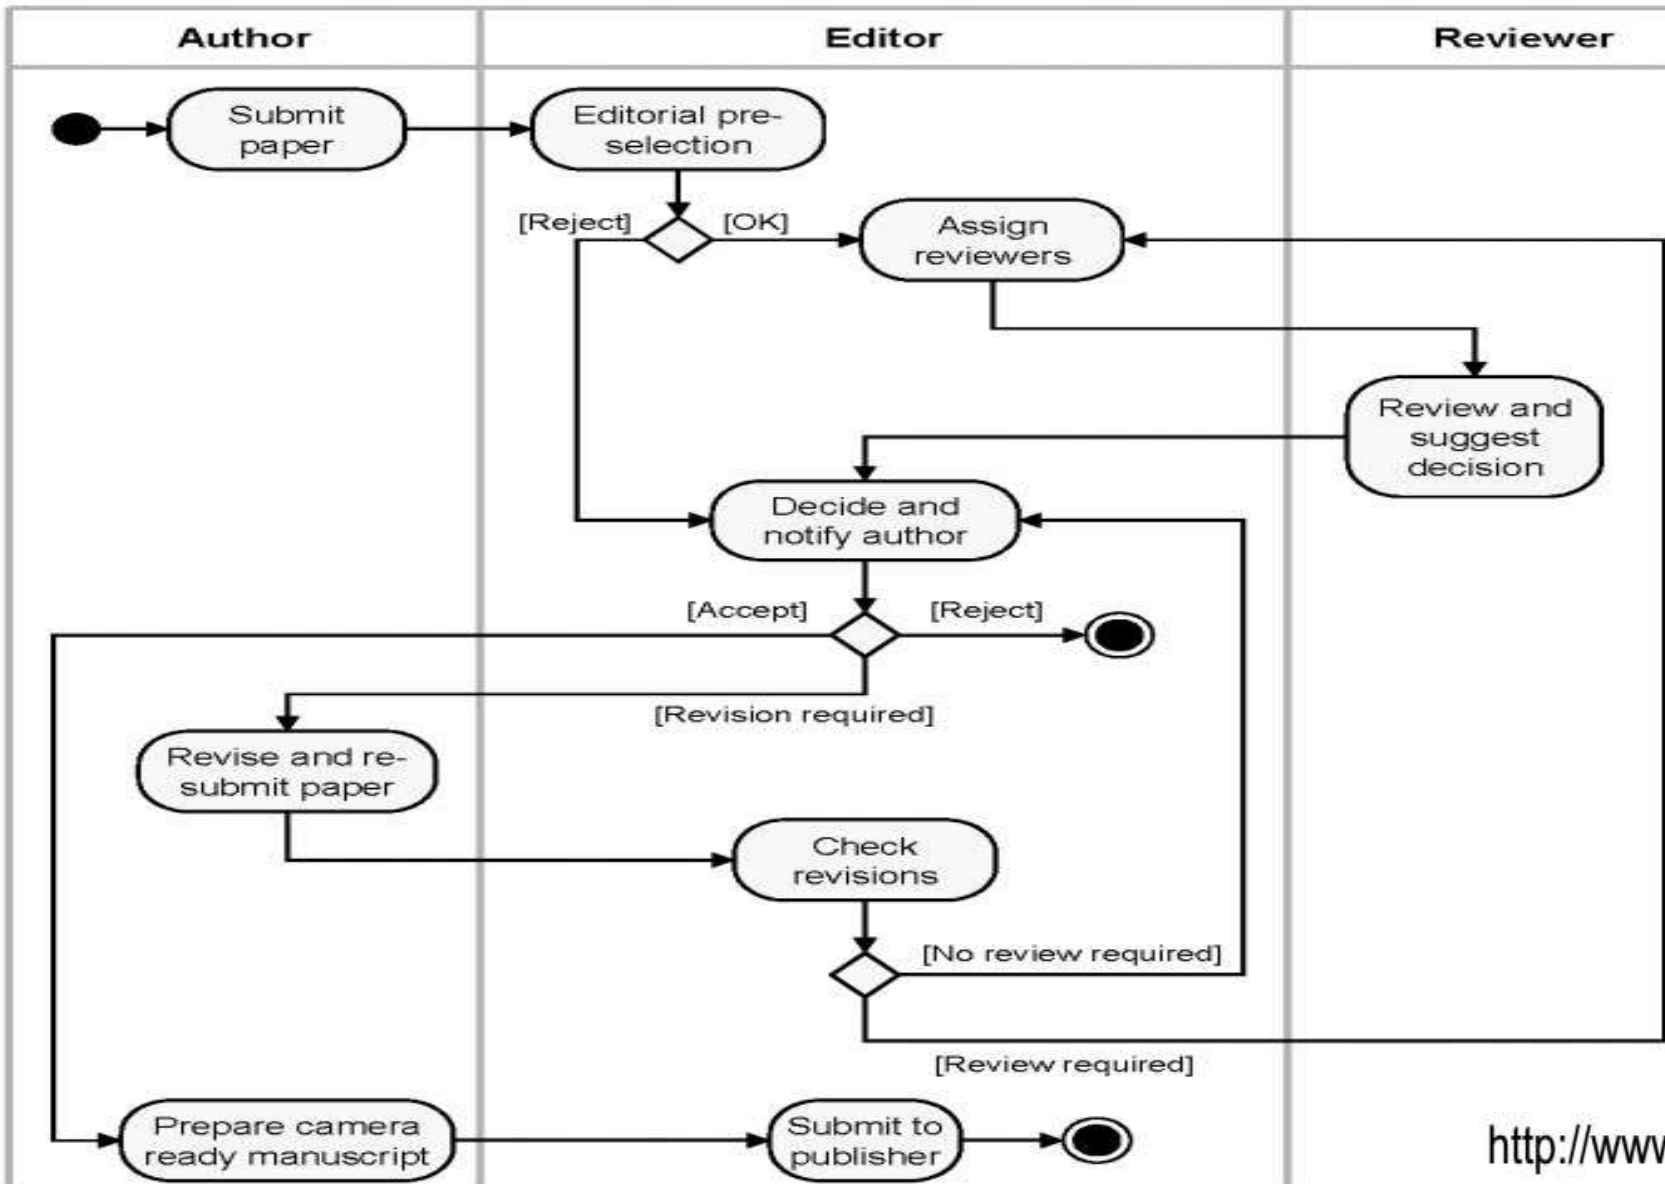 Author
Editor
Reviewer
Submit
paper
Editorial pre-
selection
[Reject]
[OK]
Assign
reviewers
Review and
suggest
decision
Decide and
notify author
[Accept]
[Reject]
[Revision required]
Revise and re-
submit paper
Check
revisions
[No review required]
[Review required]
Prepare camera
ready manuscript
Submit to
publisher
http://www